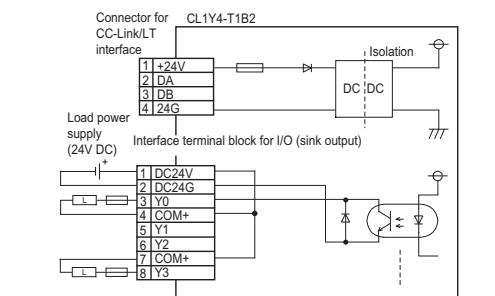 Connector for
CC-Link/LT
interface
CL1Y4-T1B2
1 +24V
2 DA
3 DB
4 24G
Isolation
DC DC
Load power
supply
(24V DC)
Interface terminal block for I/O (sink output)
+
1 DC24V
2 DC24G
L 3 Y0
4 COM+
5 Y1
6 Y2
7 COM+
L 8 Y3